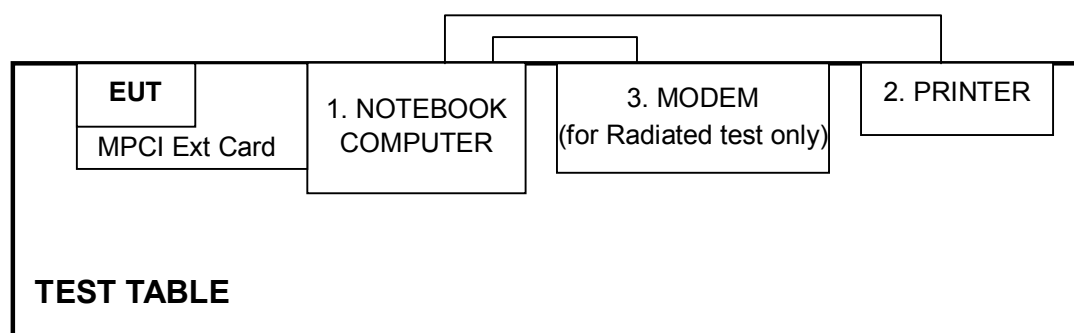 EUT
MPCI Ext Card
1. NOTEBOOK
COMPUTER
3. MODEM
(for Radiated test only)
2. PRINTER
TEST TABLE